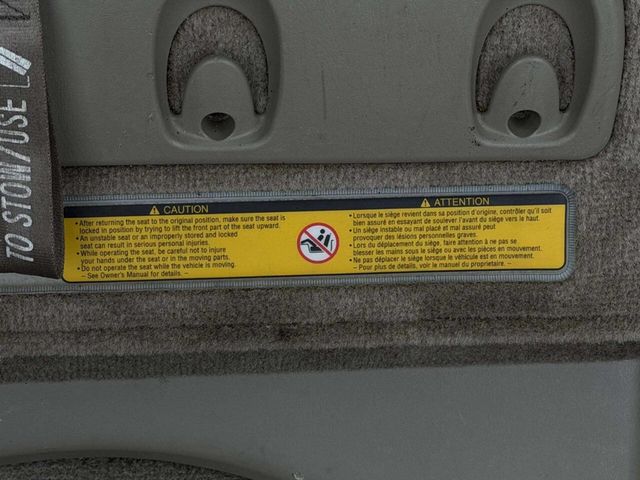 TO STOW/USE
CAUTION
• After returning the seat to the original position, make sure the seat is
locked in position by trying to lift the front part of the seat upward.
• An unstable seat or an improperly stored and locked
seat can result in serious personal injuries.
• While operating the seat, be careful not to injure
your hands under the seat or in the moving parts.
• Do not operate the seat while the vehicle is moving.
– See Owner's Manual for details. –
ATTENTION
• Lorsque le siège revient dans sa position d'origine, contrôler qu'il soit
bien assuré en essayant de soulever l'avant du siège vers le haut.
• Un siège instable ou mal placé et mal assuré peut
provoquer des lésions personnelles graves.
• Lors du déplacement du siège, faire attention à ne pas se
blesser les mains sous le siège ou avec les pièces en mouvement.
• Ne pas déplacer le siège lorsque le véhicule est en mouvement.
– Pour plus de détails, voir le manuel du propriétaire. –